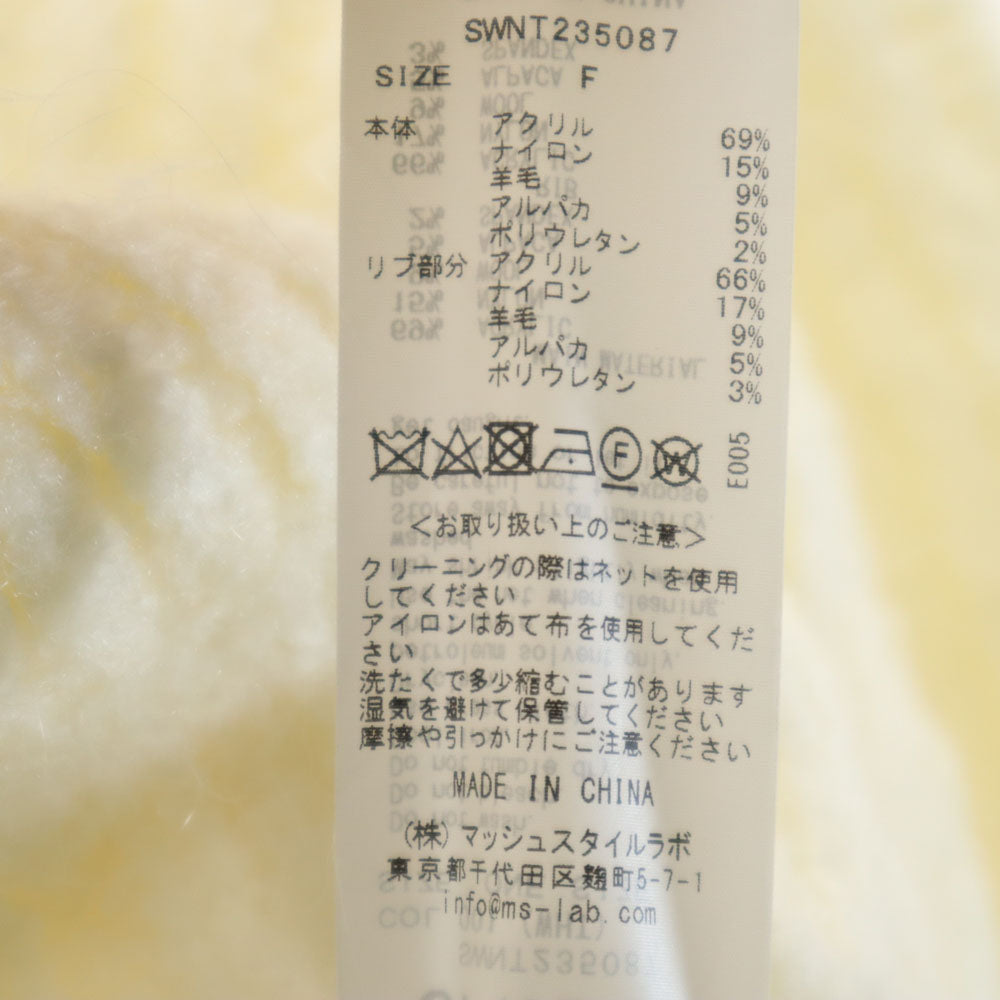 SWNT235087
SIZE F
本体 アクリル 69%
ナイロン 15%
羊毛 9%
アルパカ 5%
ポリウレタン 2%
リブ部分 アクリル 66%
ナイロン 17%
羊毛 9%
アルパカ 5%
ポリウレタン 3%
F W E005
<お取り扱い上のご注意>
クリーニングの際はネットを使用
してください
アイロンはあて布を使用してくだ
さい
洗たくで多少縮むことがあります
湿気を避けて保管してください
摩擦や引っかけにご注意ください
MADE IN CHINA
(株)マッシュスタイルラボ
東京都千代田区麹町5-7-1
info@ms-lab.com